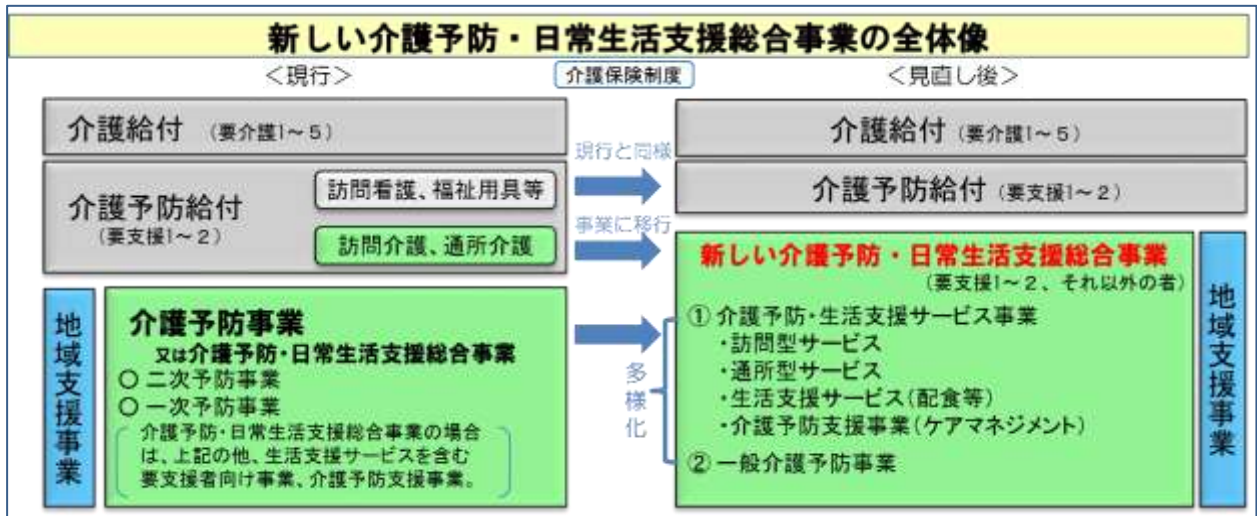 新しい介護予防・日常生活支援総合事業の全体像
＜現行＞
介護保険制度
＜見直し後＞
介護給付 (要介護1～5)
介護予防給付
(要支援1～2)
訪問看護、福祉用具等
訪問介護、通所介護
地域支援事業
介護予防事業
又は介護予防・日常生活支援総合事業
○ 二次予防事業
○ 一次予防事業
介護予防・日常生活支援総合事業の場合
は、上記の他、生活支援サービスを含む
要支援者向け事業、介護予防支援事業。
現行と同様
事業に移行
多様化
介護給付 (要介護1～5)
介護予防給付 (要支援1～2)
新しい介護予防・日常生活支援総合事業
(要支援1～2、それ以外の者)
① 介護予防・生活支援サービス事業
・訪問型サービス
・通所型サービス
・生活支援サービス(配食等)
・介護予防支援事業(ケアマネジメント)
② 一般介護予防事業
地域支援事業